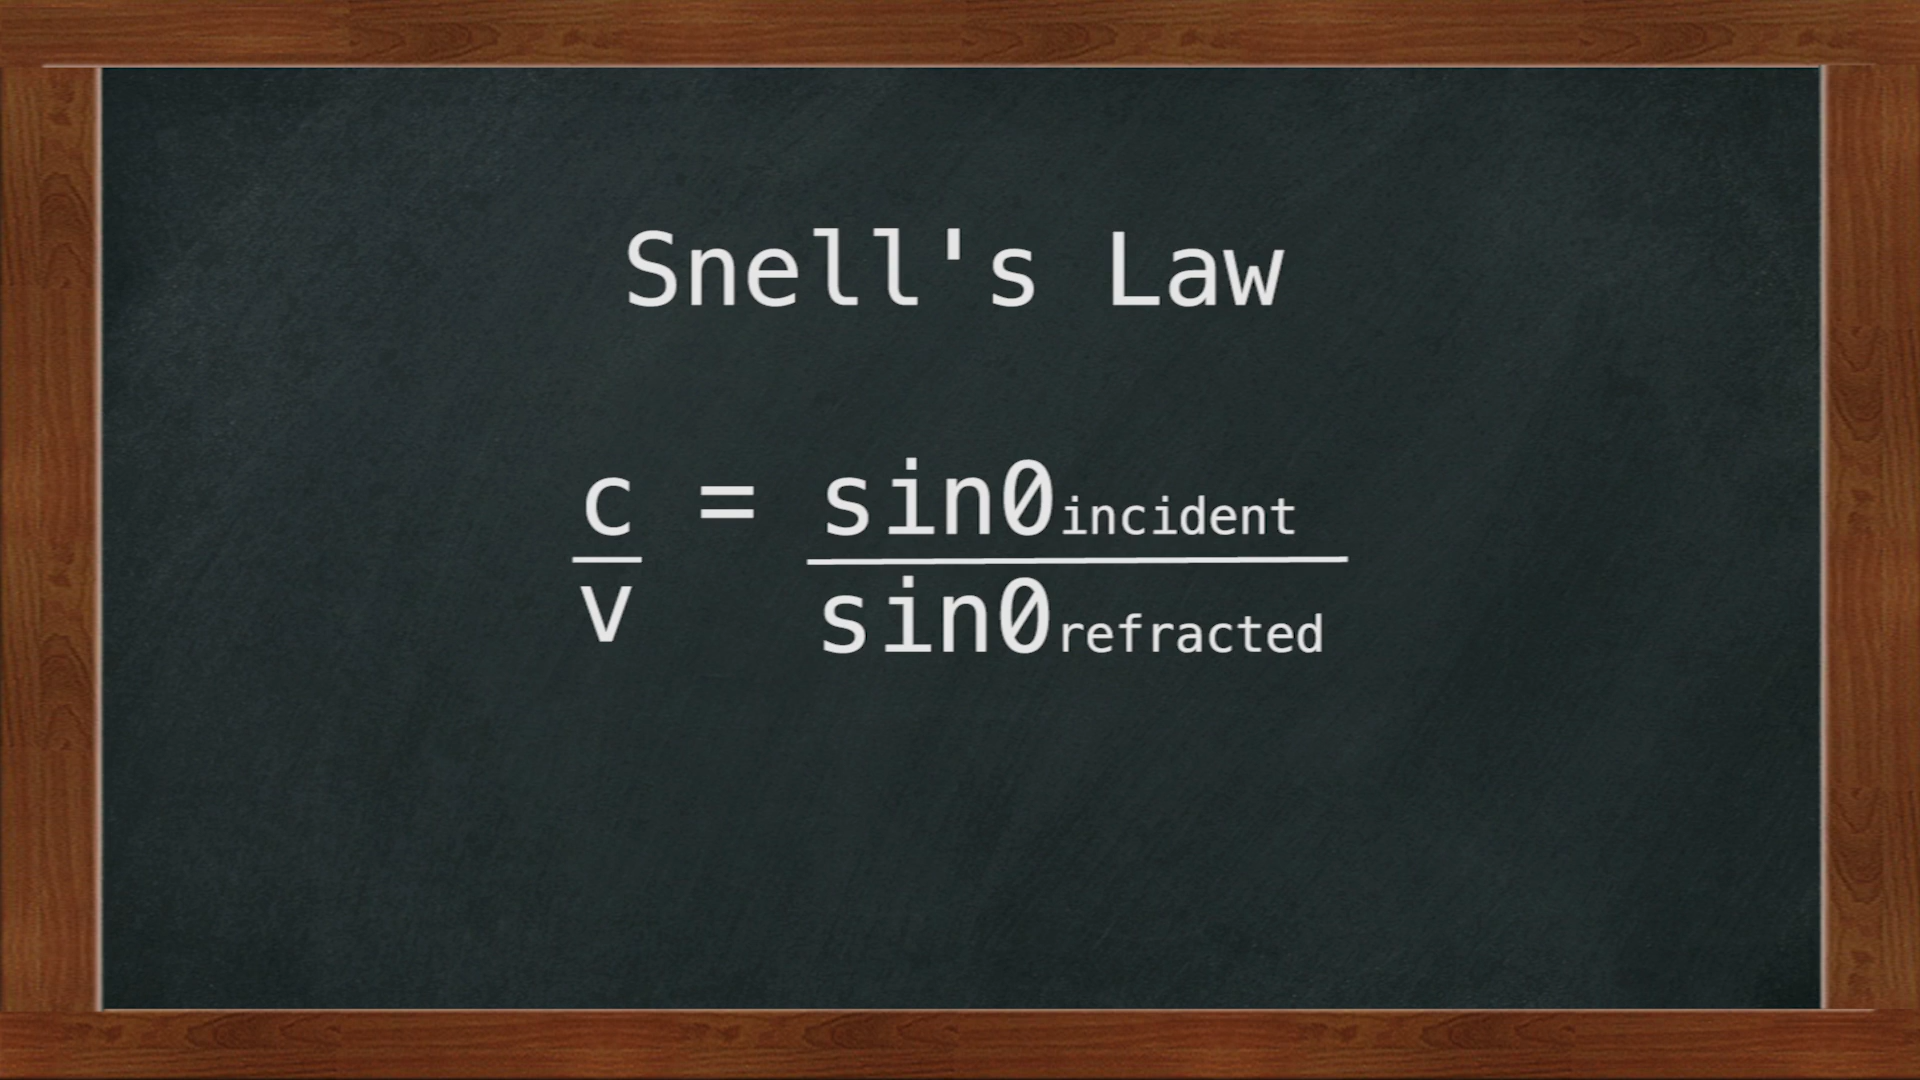 Snell's Law
c = sin0incident
v sin0refracted